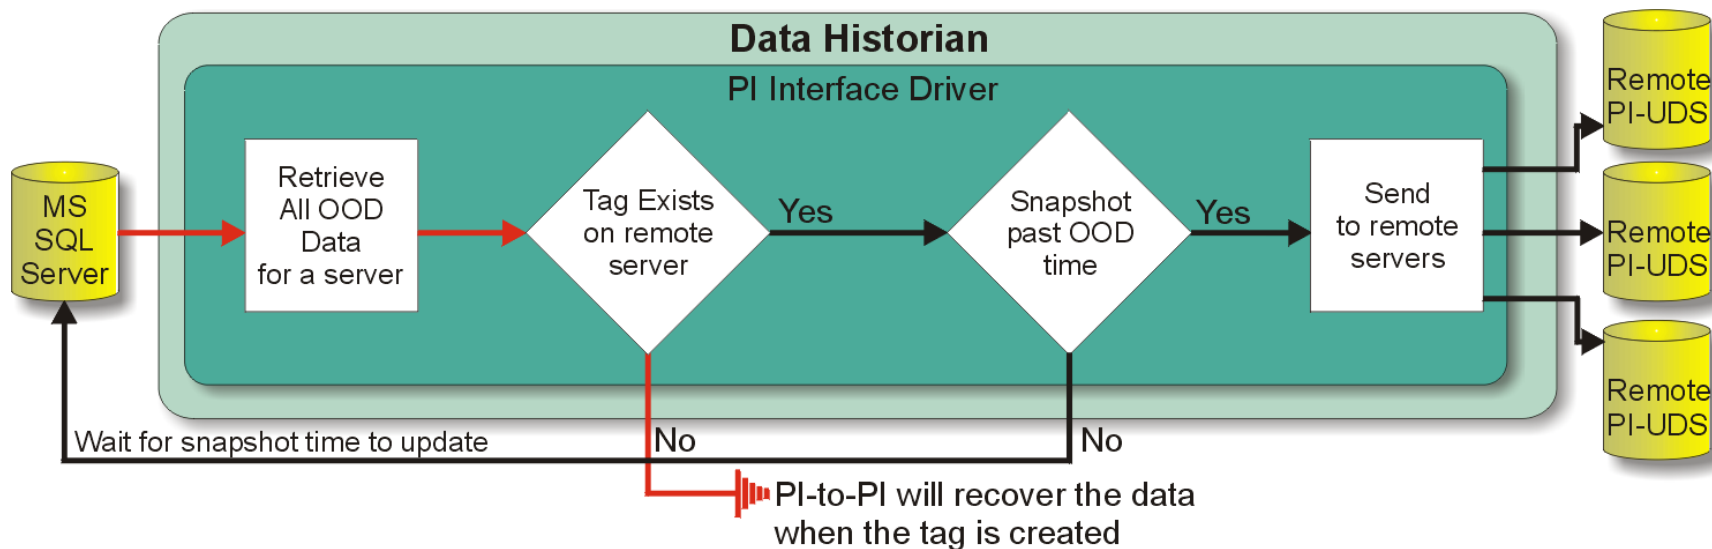 Data Historian
PI Interface Driver
MS
SQL
Server
Retrieve
All OOD
Data
for a server
Tag Exists
on remote
server
Yes
Snapshot
past OOD
time
Yes
Send
to remote
servers
Remote
PI-UDS
Remote
PI-UDS
Remote
PI-UDS
Wait for snapshot time to update
No
No
PI-to-PI will recover the data
when the tag is created